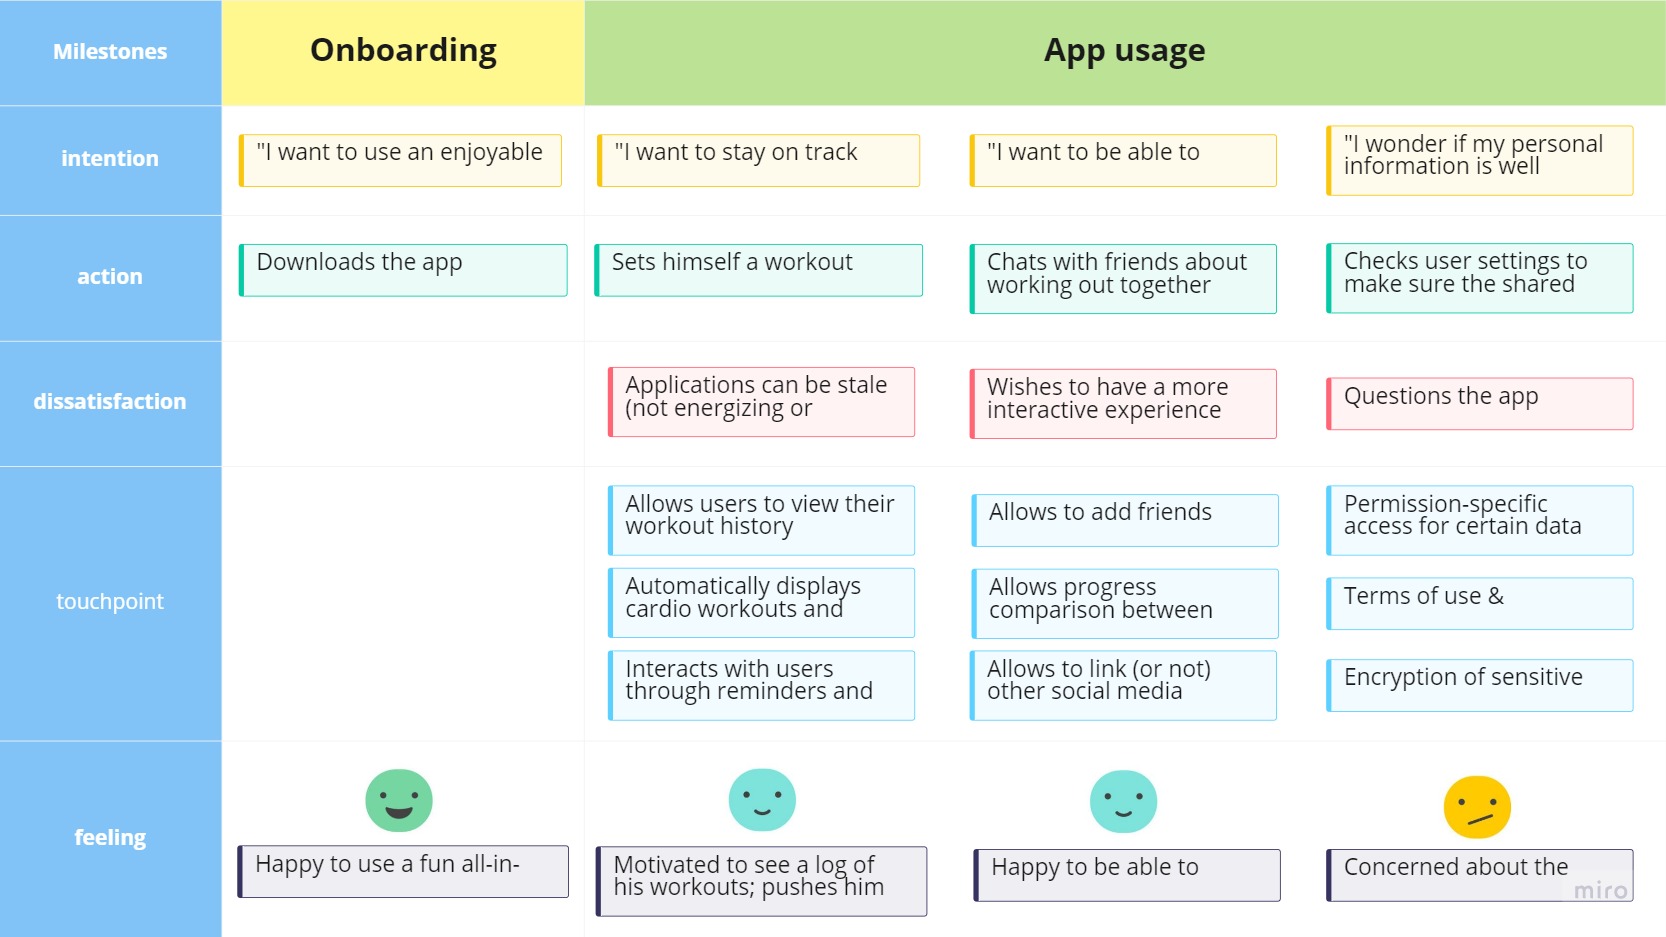 Milestones
Onboarding
App usage
intention
"I want to use an enjoyable
"I want to stay on track
"I want to be able to
"I wonder if my personal
information is well
action
Downloads the app
Sets himself a workout
Chats with friends about
working out together
Checks user settings to
make sure the shared
dissatisfaction
Applications can be stale
(not energizing or
Wishes to have a more
interactive experience
Questions the app
touchpoint
Allows users to view their
workout history
Automatically displays
cardio workouts and
Interacts with users
through reminders and
Allows to add friends
Allows progress
comparison between
Allows to link (or not)
other social media
Permission-specific
access for certain data
Terms of use &
Encryption of sensitive
feeling
Happy to use a fun all-in-
Motivated to see a log of
his workouts; pushes him
Happy to be able to
Concerned about the
miro